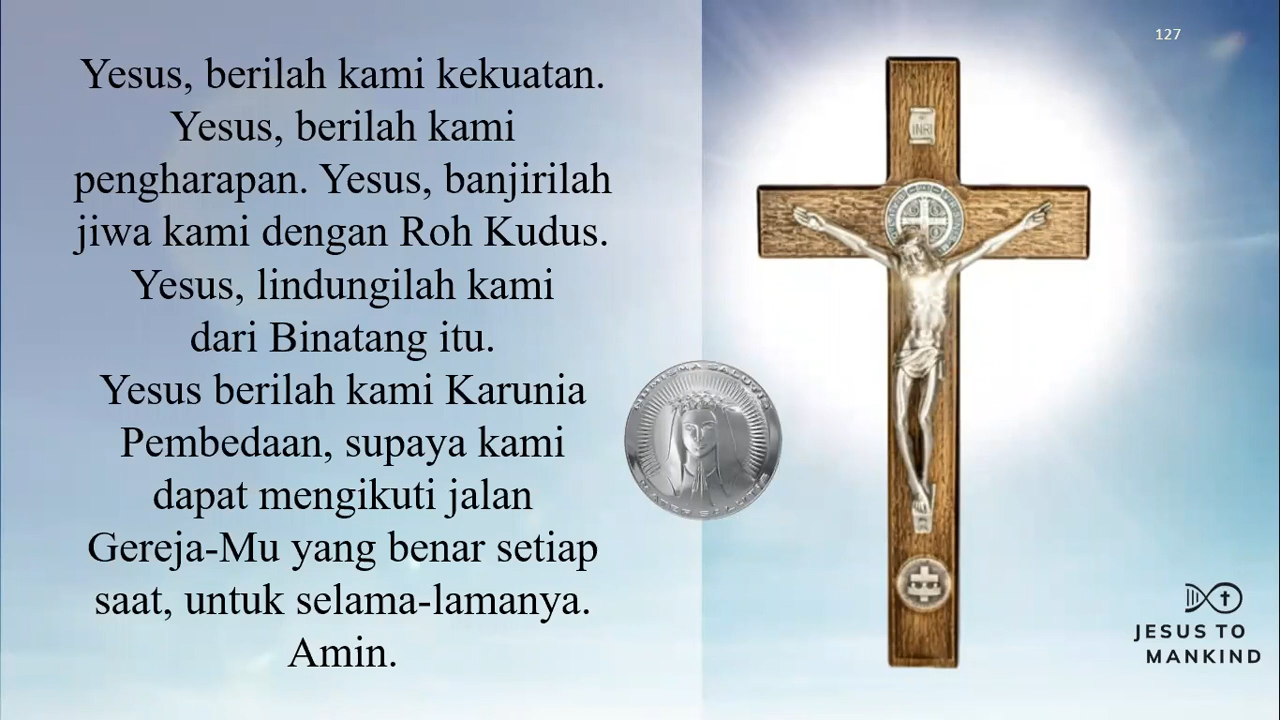 Yesus, berilah kami kekuatan.
Yesus, berilah kami
pengharapan. Yesus, banjirilah
jiwa kami dengan Roh Kudus.
Yesus, lindungilah kami
dari Binatang itu.
Yesus berilah kami Karunia
Pembedaan, supaya kami
dapat mengikuti jalan
Gereja-Mu yang benar setiap
saat, untuk selama-lamanya.
Amin.
127
INRI
JESUS TO
MANKIND